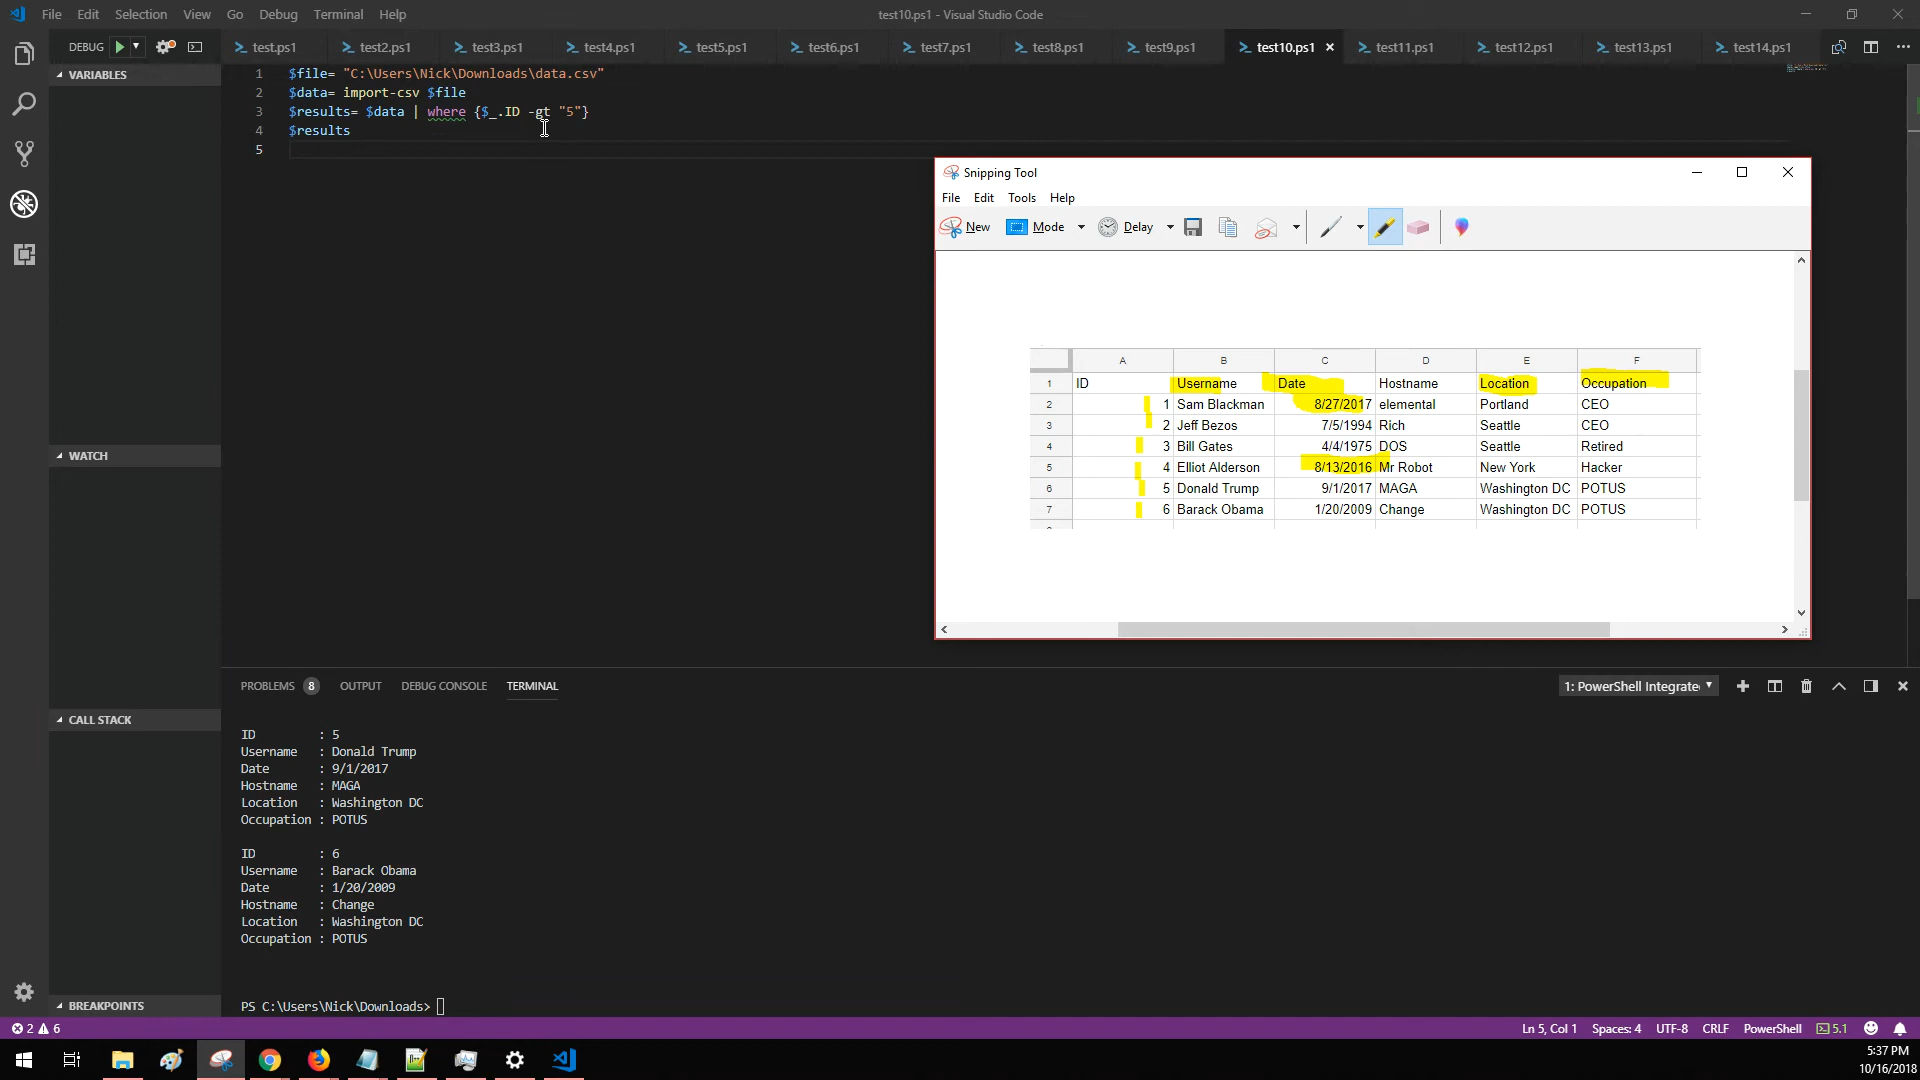 File Edit Selection View Go Debug Terminal Help
test10.ps1 - Visual Studio Code
DEBUG
test.ps1 test2.ps1 test3.ps1 test4.ps1 test5.ps1 test6.ps1 test7.ps1 test8.ps1 test9.ps1 test10.ps1 test11.ps1 test12.ps1 test13.ps1 test14.ps1
VARIABLES
WATCH
CALL STACK
BREAKPOINTS
1 $file= "C:\Users\Nick\Downloads\data.csv"
2 $data= import-csv $file
3 $results= $data | where {$_.ID -gt "5"}
4 $results
5
Snipping Tool
File Edit Tools Help
New Mode Delay
A B C D E F
1 ID Username Date Hostname Location Occupation
2 1 Sam Blackman 8/27/2017 elemental Portland CEO
3 2 Jeff Bezos 7/5/1994 Rich Seattle CEO
4 3 Bill Gates 4/4/1975 DOS Seattle Retired
5 4 Elliot Alderson 8/13/2016 Mr Robot New York Hacker
6 5 Donald Trump 9/1/2017 MAGA Washington DC POTUS
7 6 Barack Obama 1/20/2009 Change Washington DC POTUS
PROBLEMS 8 OUTPUT DEBUG CONSOLE TERMINAL
1: PowerShell Integrate
ID : 5
Username : Donald Trump
Date : 9/1/2017
Hostname : MAGA
Location : Washington DC
Occupation : POTUS
ID : 6
Username : Barack Obama
Date : 1/20/2009
Hostname : Change
Location : Washington DC
Occupation : POTUS
PS C:\Users\Nick\Downloads>
2 6
Ln 5, Col 1 Spaces: 4 UTF-8 CRLF PowerShell 5.1
5:37 PM
10/16/2018